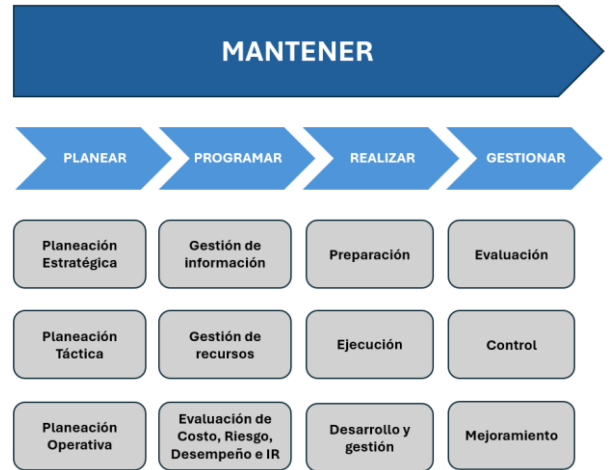 MANTENER
PLANEAR
PROGRAMAR
REALIZAR
GESTIONAR
Planeación
Estratégica
Gestión de
información
Preparación
Evaluación
Planeación
Táctica
Gestión de
recursos
Ejecución
Control
Planeación
Operativa
Evaluación de
Costo, Riesgo,
Desempeño e IR
Desarrollo y
gestión
Mejoramiento